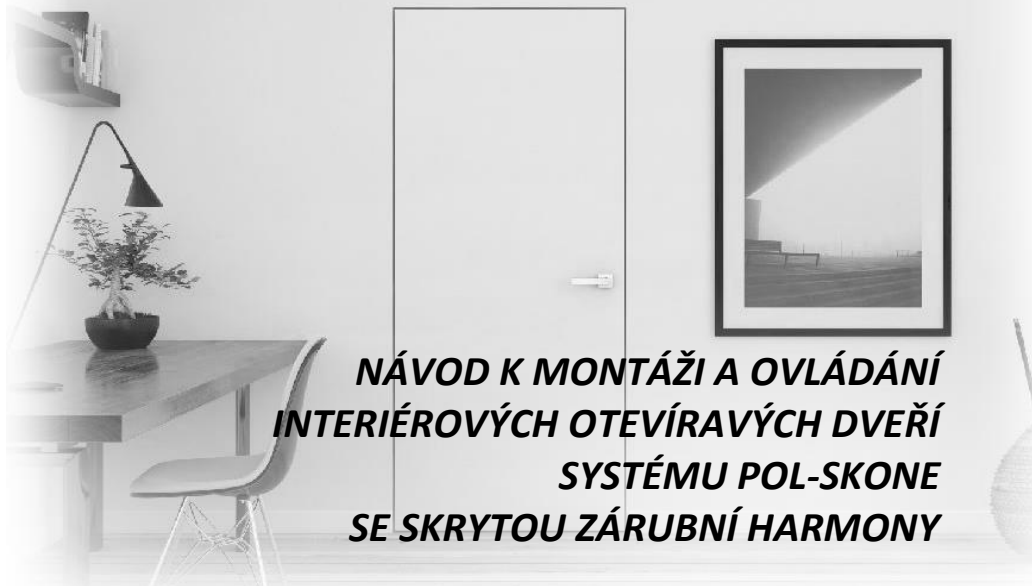 NÁVOD K MONTÁŽI A OVLÁDÁNÍ
INTERIÉROVÝCH OTEVÍRAVÝCH DVEŘÍ
SYSTÉMU POL-SKONE
SE SKRYTOU ZÁRUBNÍ HARMONY